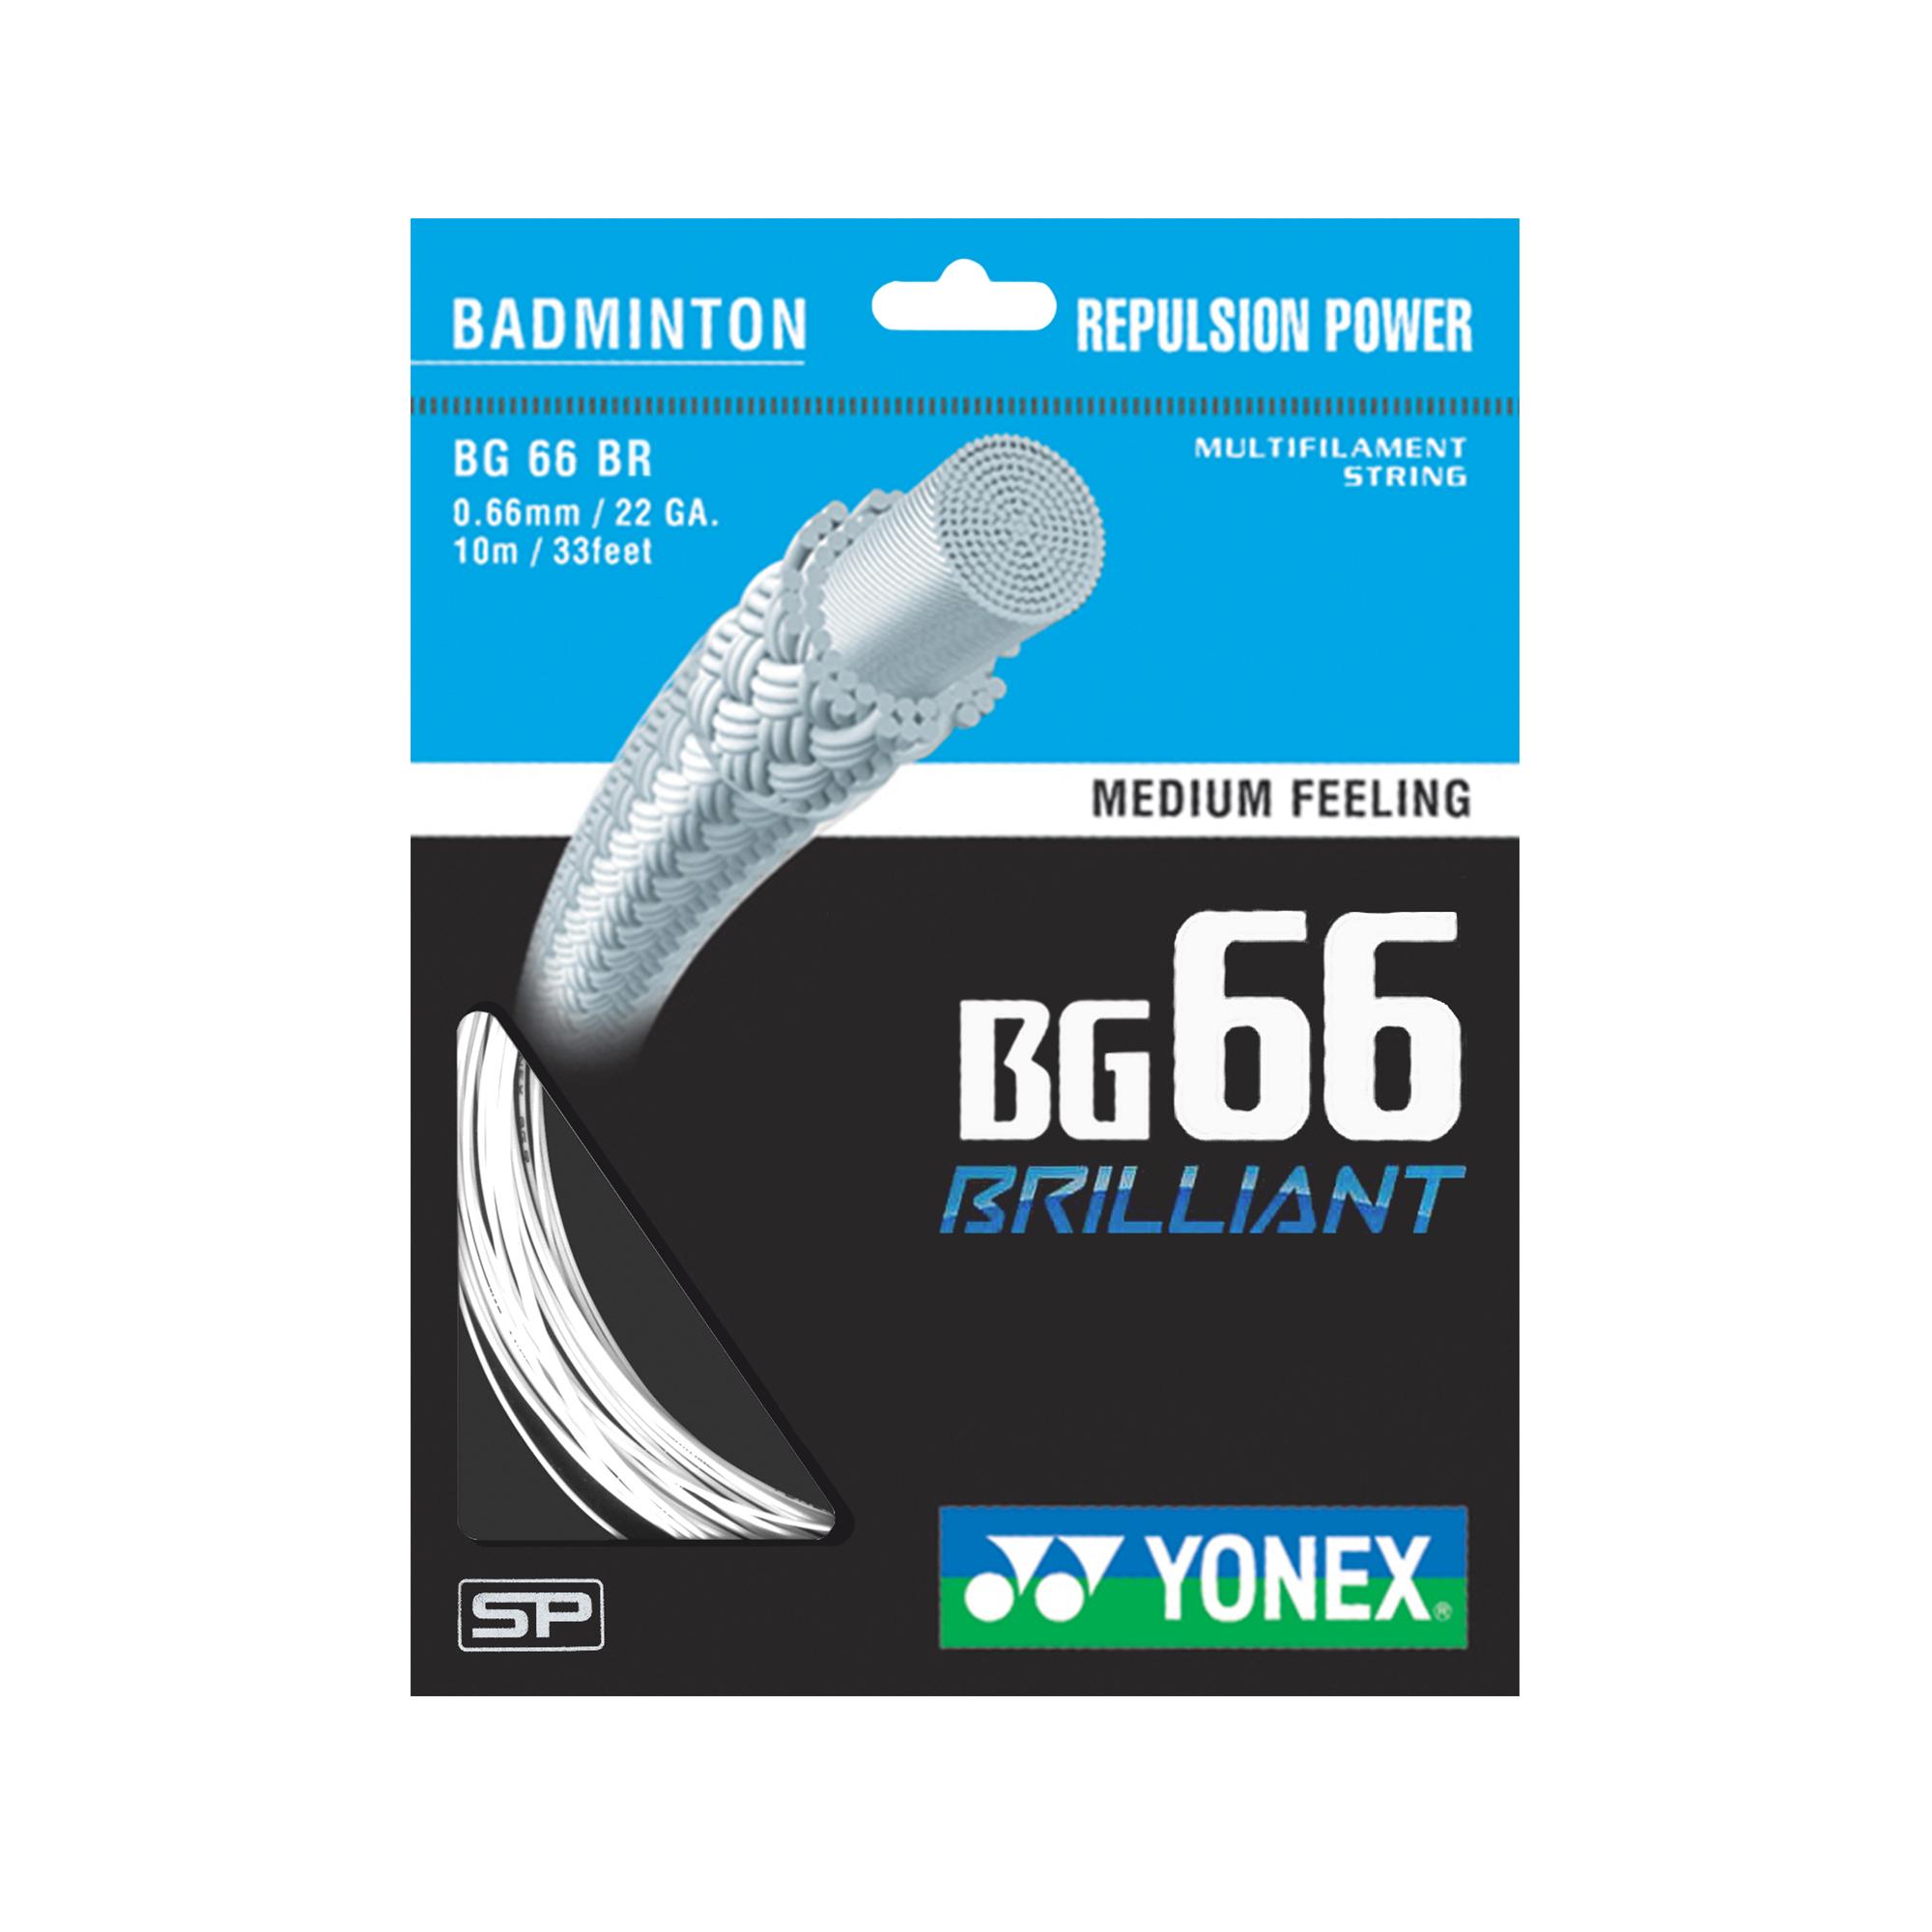 BADMINTON
REPULSION POWER
BG 66 BR
0.66mm / 22 GA.
10m / 33feet
MULTIFILAMENT
STRING
MEDIUM FEELING
BG66
BRILLIANT
SP
YONEX®